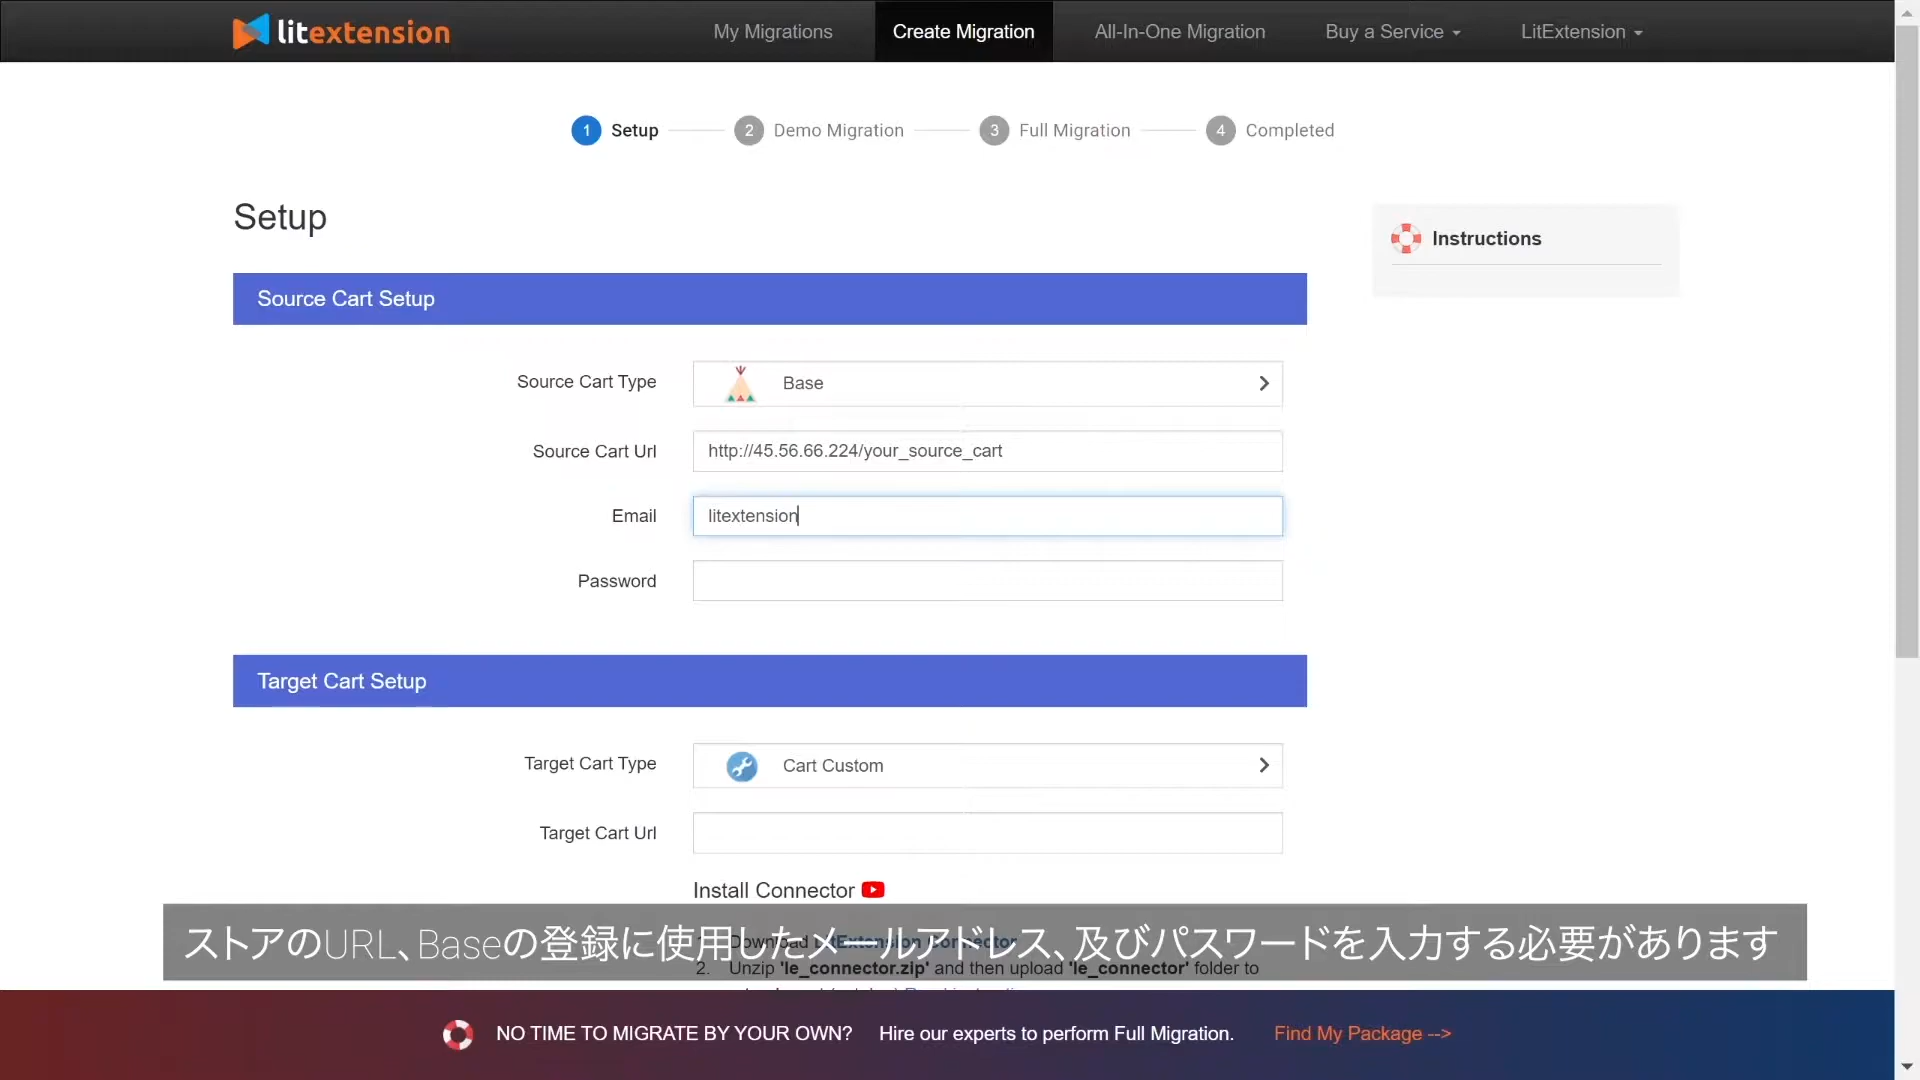 litextension
My Migrations
Create Migration
All-In-One Migration
Buy a Service
LitExtension
1 Setup
2 Demo Migration
3 Full Migration
4 Completed
Setup
Instructions
Source Cart Setup
Source Cart Type
Base
Source Cart Url
http://45.56.66.224/your_source_cart
Email
litextension
Password
Target Cart Setup
Target Cart Type
Cart Custom
Target Cart Url
Install Connector
Download LitExtension Connector
ストアのURL、Baseの登録に使用したメールアドレス、及びパスワードを入力する必要があります
2. Unzip 'le_connector.zip' and then upload 'le_connector' folder to
NO TIME TO MIGRATE BY YOUR OWN? Hire our experts to perform Full Migration. Find My Package -->